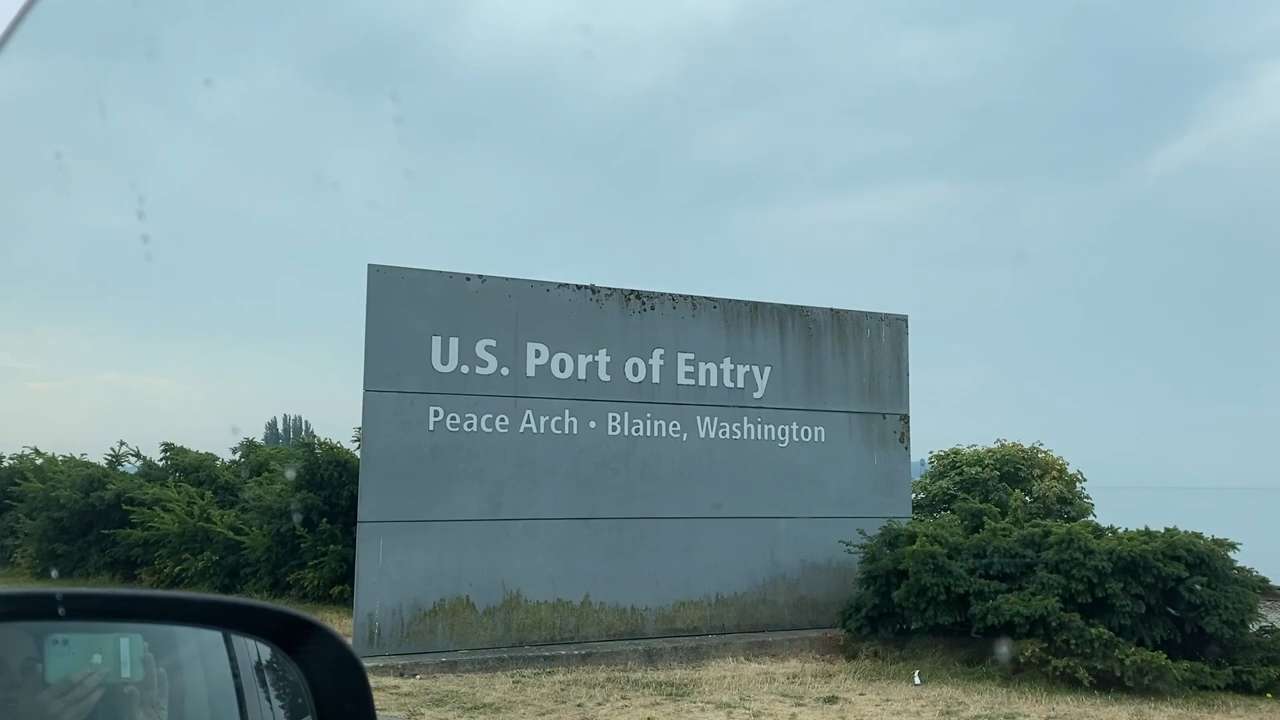 U.S. Port of Entry
Peace Arch • Blaine, Washington